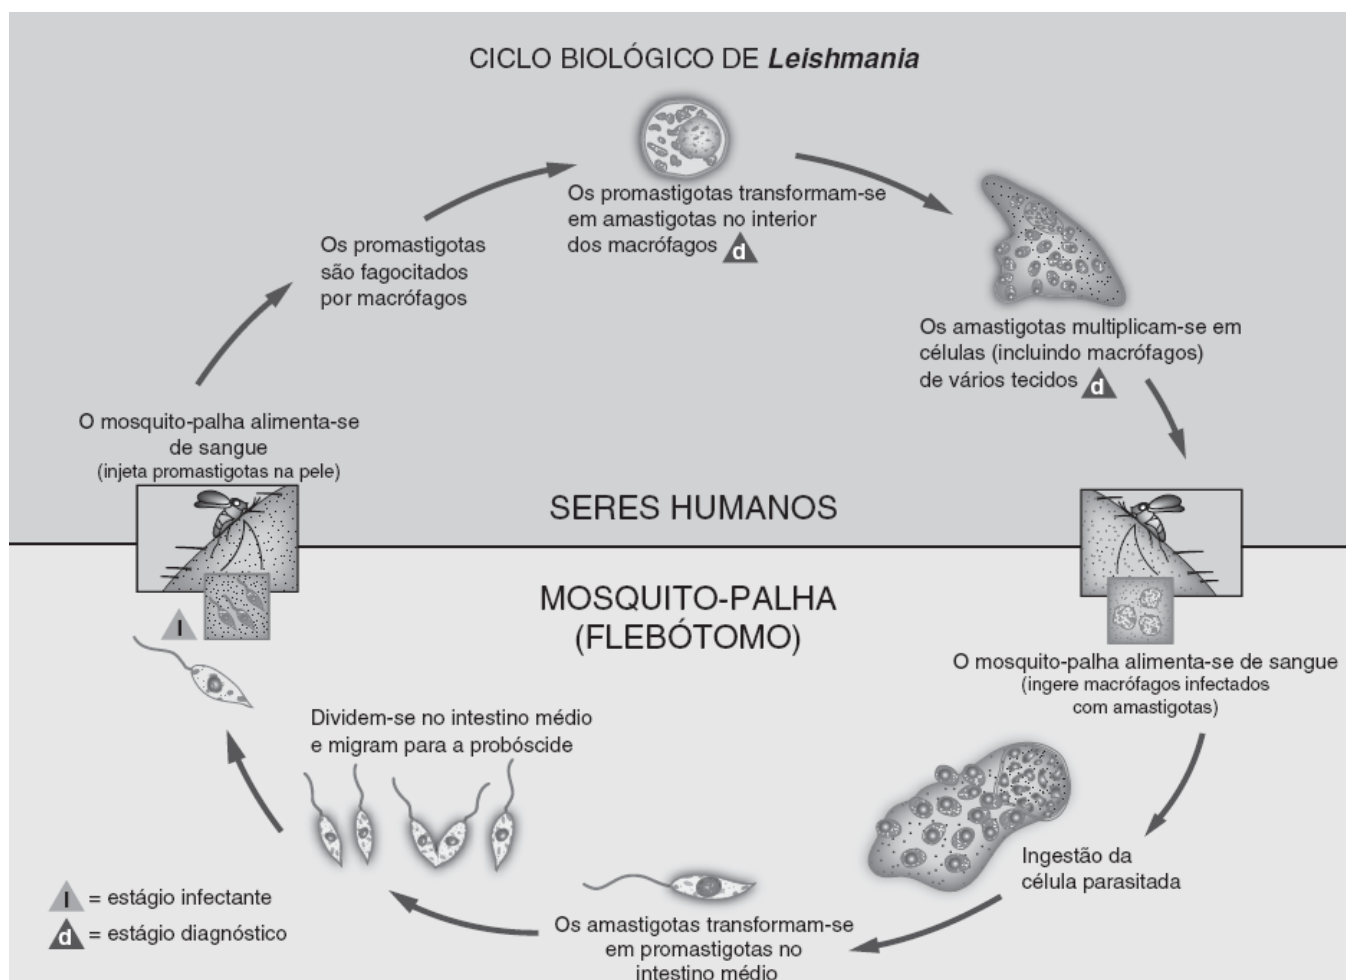 CICLO BIOLÓGICO DE Leishmania
Os promastigotas transformam-se
em amastigotas no interior
dos macrófagos d
Os promastigotas
são fagocitados
por macrófagos
Os amastigotas multiplicam-se em
células (incluindo macrófagos)
de vários tecidos d
O mosquito-palha alimenta-se
de sangue
(injeta promastigotas na pele)
SERES HUMANOS
MOSQUITO-PALHA
(FLEBÓTOMO)
I
O mosquito-palha alimenta-se de sangue
(ingere macrófagos infectados
com amastigotas)
Dividem-se no intestino médio
e migram para a probóscide
Ingestão da
célula parasitada
Os amastigotas transformam-se
em promastigotas no
intestino médio
I = estágio infectante
d = estágio diagnóstico